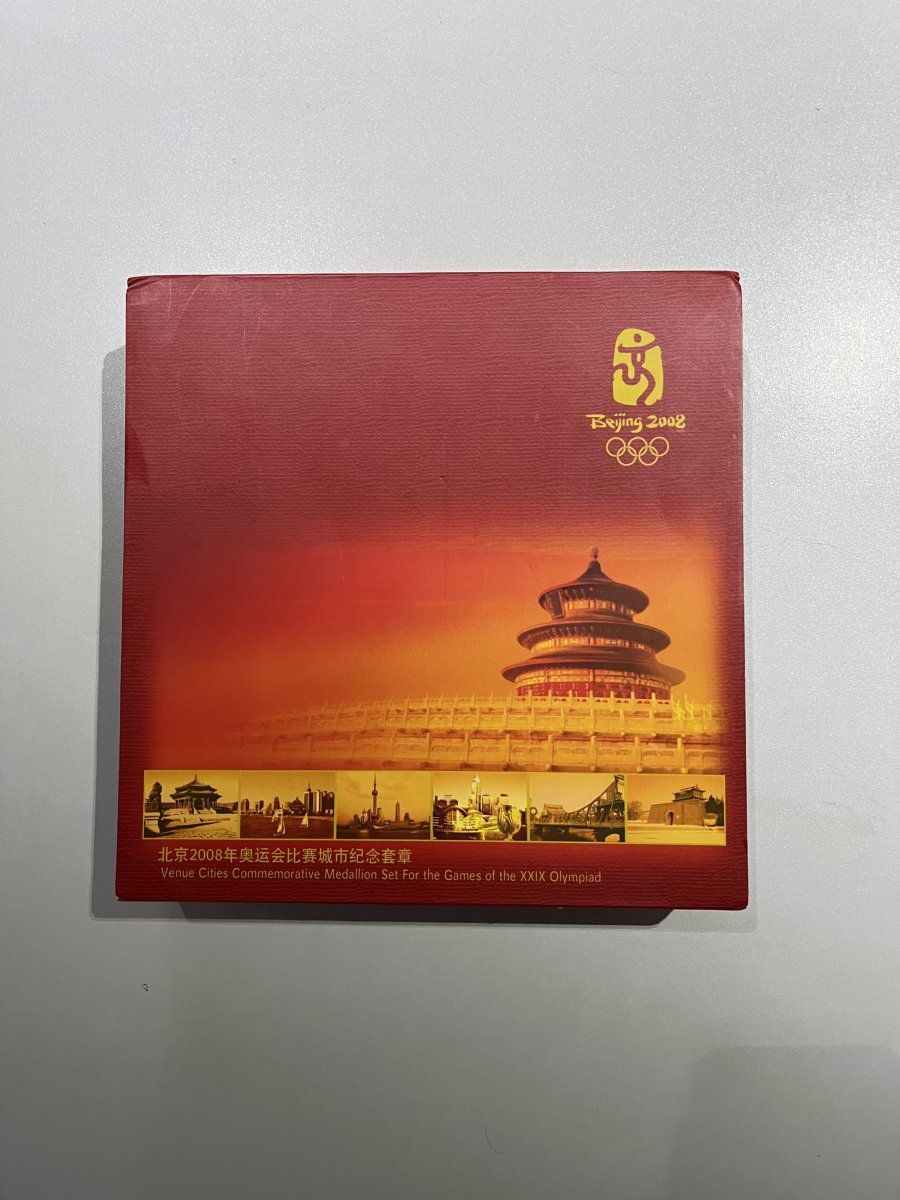 Beijing 2008
北京2008年奥运会比赛城市纪念套章
Venue Cities Commemorative Medallion Set For the Games of the XXIX Olympiad